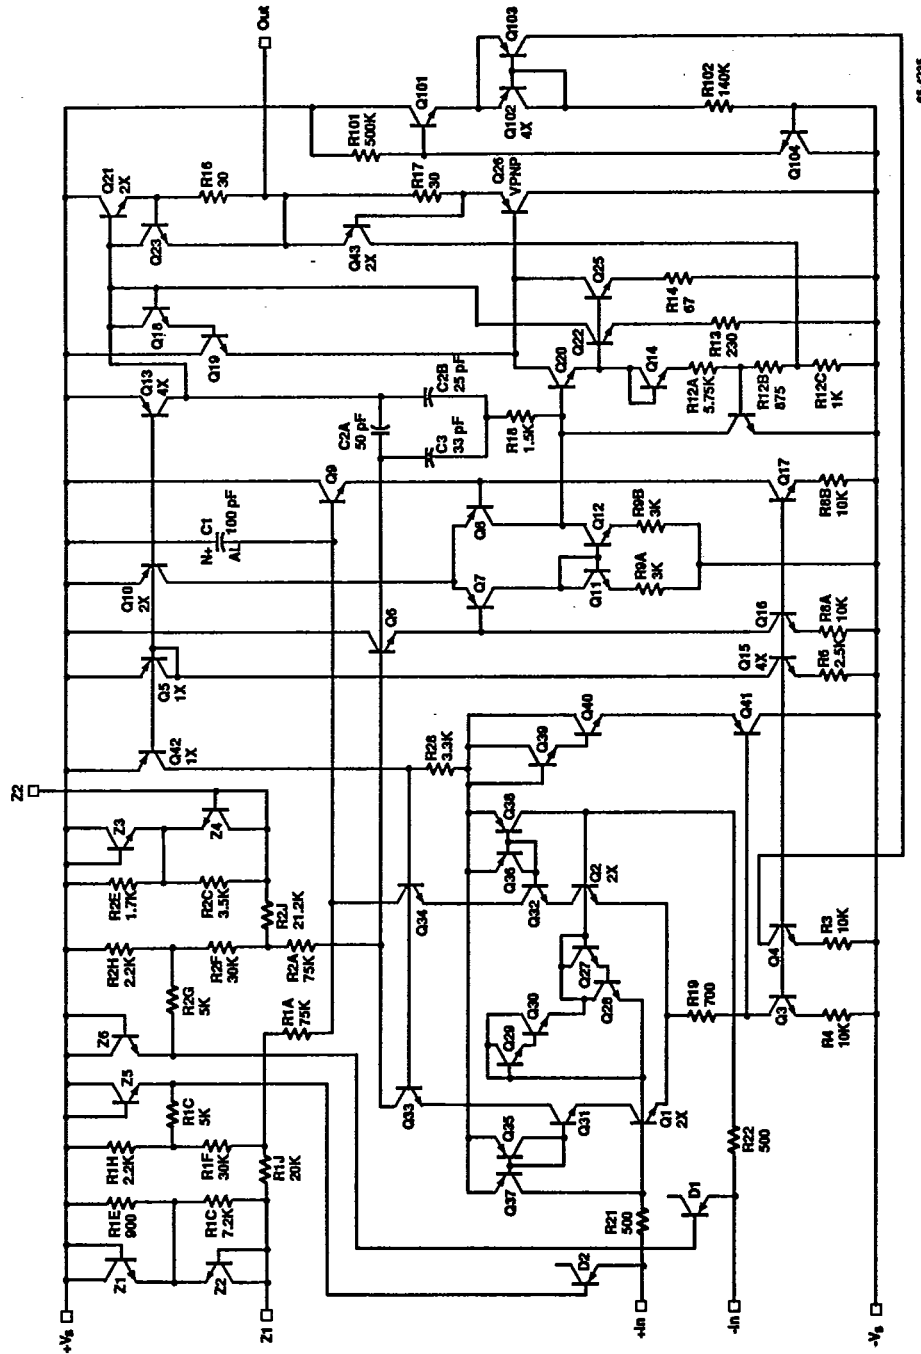 +Vs
Z1
+In
-In
-Vs
Z2
Out
Z1
Z2
R1E
900
R1C
7.2K
R1H
2.2K
R1F
30K
R1J
20K
R1C
5K
Z5
Z6
R2G
5K
R1A
75K
R2H
2.2K
R2F
30K
R2A
75K
R2J
21.2K
R2E
1.7K
R2C
3.5K
Z3
Z4
Q42
1X
Q5
1X
Q10
2X
N+
AL
C1
100 pF
Q9
Q13
4X
Q18
Q19
Q21
2X
Q23
R16
30
R17
30
Q43
2X
Q26
VPNP
R101
500K
Q101
Q102
4X
Q103
R102
140K
Q104
C2A
50 pF
C2B
25 pF
C3
33 pF
R18
1.5K
Q6
Q7
Q8
Q11
Q12
R9A
3K
R9B
3K
Q20
Q22
Q25
Q14
R14
67
R13
230
R12A
5.75K
R12B
875
R12C
1K
Q17
R8B
10K
Q16
R8A
10K
Q15
4X
R6
2.5K
R28
3.3K
Q33
Q34
Q35
Q37
Q31
Q1
2X
Q29
Q30
Q27
Q28
Q2
2X
Q32
Q36
Q38
Q39
Q40
Q41
R19
700
Q3
R4
10K
Q4
R3
10K
R21
500
R22
500
D1
D2